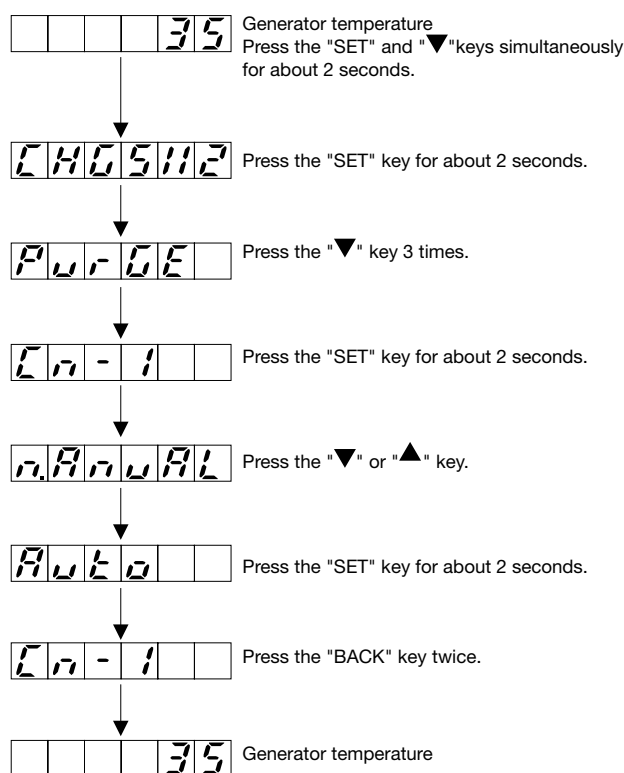 35 Generator temperature
Press the "SET" and "▼"keys simultaneously
for about 2 seconds.
CHGS112 Press the "SET" key for about 2 seconds.
PurGE Press the "▼" key 3 times.
Cn-1 Press the "SET" key for about 2 seconds.
n.AnuAL Press the "▼" or "▲" key.
Auto Press the "SET" key for about 2 seconds.
Cn-1 Press the "BACK" key twice.
35 Generator temperature